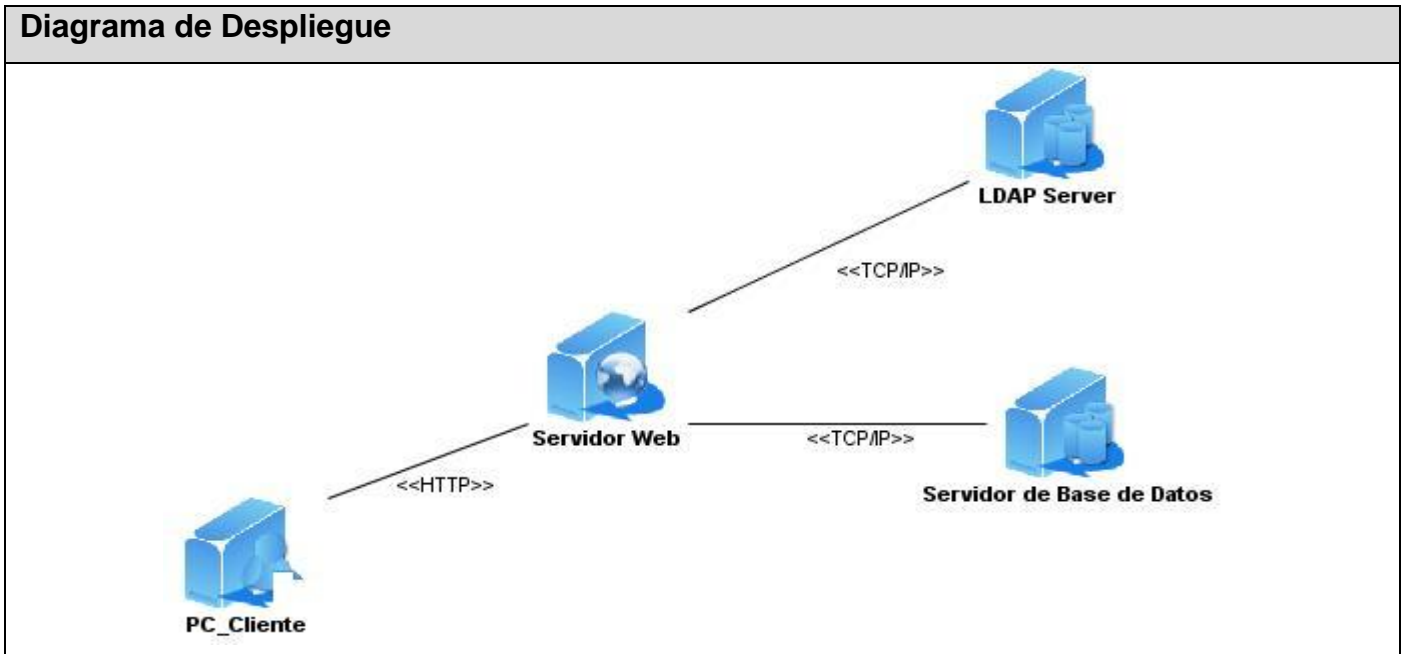 Diagrama de Despliegue
LDAP Server
<<TCP/IP>>
Servidor Web
<<TCP/IP>>
<<HTTP>>
Servidor de Base de Datos
PC_Cliente